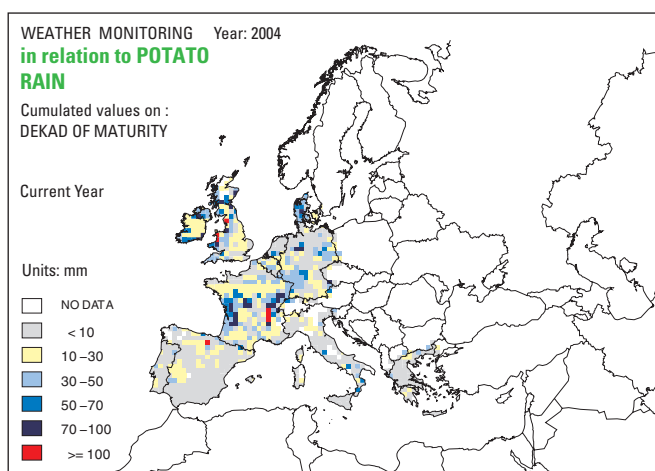 WEATHER MONITORING Year: 2004
in relation to POTATO
RAIN
Cumulated values on :
DEKAD OF MATURITY
Current Year
Units: mm
NO DATA
< 10
10 – 30
30 – 50
50 – 70
70 – 100
>= 100